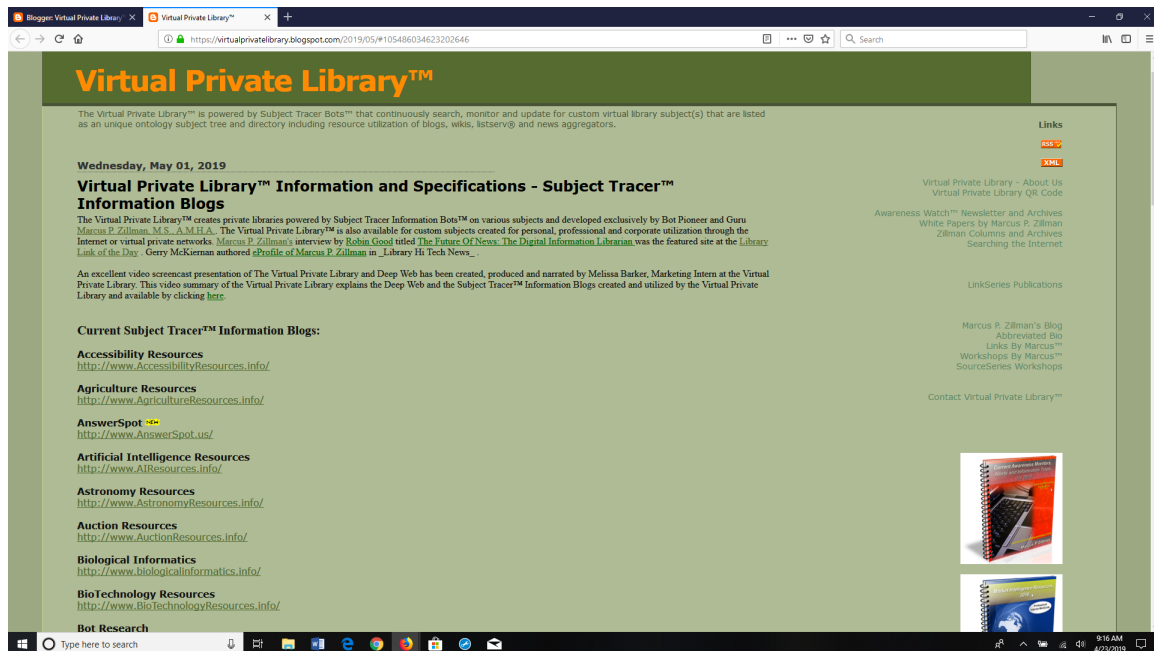 Blogger: Virtual Private Library
Virtual Private Library™
https://virtualprivatelibrary.blogspot.com/2019/05/#105486034623202646
Search
Virtual Private Library™
The Virtual Private Library™ is powered by Subject Tracer Bots™ that continuously search, monitor and update for custom virtual library subject(s) that are listed
as an unique ontology subject tree and directory including resource utilization of blogs, wikis, listserv® and news aggregators.
Wednesday, May 01, 2019
Virtual Private Library™ Information and Specifications - Subject Tracer™
Information Blogs
The Virtual Private Library™ creates private libraries powered by Subject Tracer Information Bots™ on various subjects and developed exclusively by Bot Pioneer and Guru
Marcus P. Zillman, M.S., A.M.H.A.. The Virtual Private Library™ is also available for custom subjects created for personal, professional and corporate utilization through the
Internet or virtual private networks. Marcus P. Zillman's interview by Robin Good titled The Future Of News: The Digital Information Librarian was the featured site at the Library
Link of the Day . Gerry McKiernan authored eProfile of Marcus P. Zillman in _Library Hi Tech News_ .
An excellent video screencast presentation of The Virtual Private Library and Deep Web has been created, produced and narrated by Melissa Barker, Marketing Intern at the Virtual
Private Library. This video summary of the Virtual Private Library explains the Deep Web and the Subject Tracer™ Information Blogs created and utilized by the Virtual Private
Library and available by clicking here.
Current Subject Tracer™ Information Blogs:
Accessibility Resources
http://www.AccessibilityResources.info/
Agriculture Resources
http://www.AgricultureResources.info/
AnswerSpot NEW
http://www.AnswerSpot.us/
Artificial Intelligence Resources
http://www.AIResources.info/
Astronomy Resources
http://www.AstronomyResources.info/
Auction Resources
http://www.AuctionResources.info/
Biological Informatics
http://www.biologicalinformatics.info/
BioTechnology Resources
http://www.BioTechnologyResources.info/
Bot Research
Links
RSS
XML
Virtual Private Library - About Us
Virtual Private Library QR Code
Awareness Watch™ Newsletter and Archives
White Papers by Marcus P. Zillman
Zillman Columns and Archives
Searching the Internet
LinkSeries Publications
Marcus P. Zillman's Blog
Abbreviated Bio
Links By Marcus™
Workshops By Marcus™
SourceSeries Workshops
Contact Virtual Private Library™
Type here to search
9:16 AM
4/23/2019